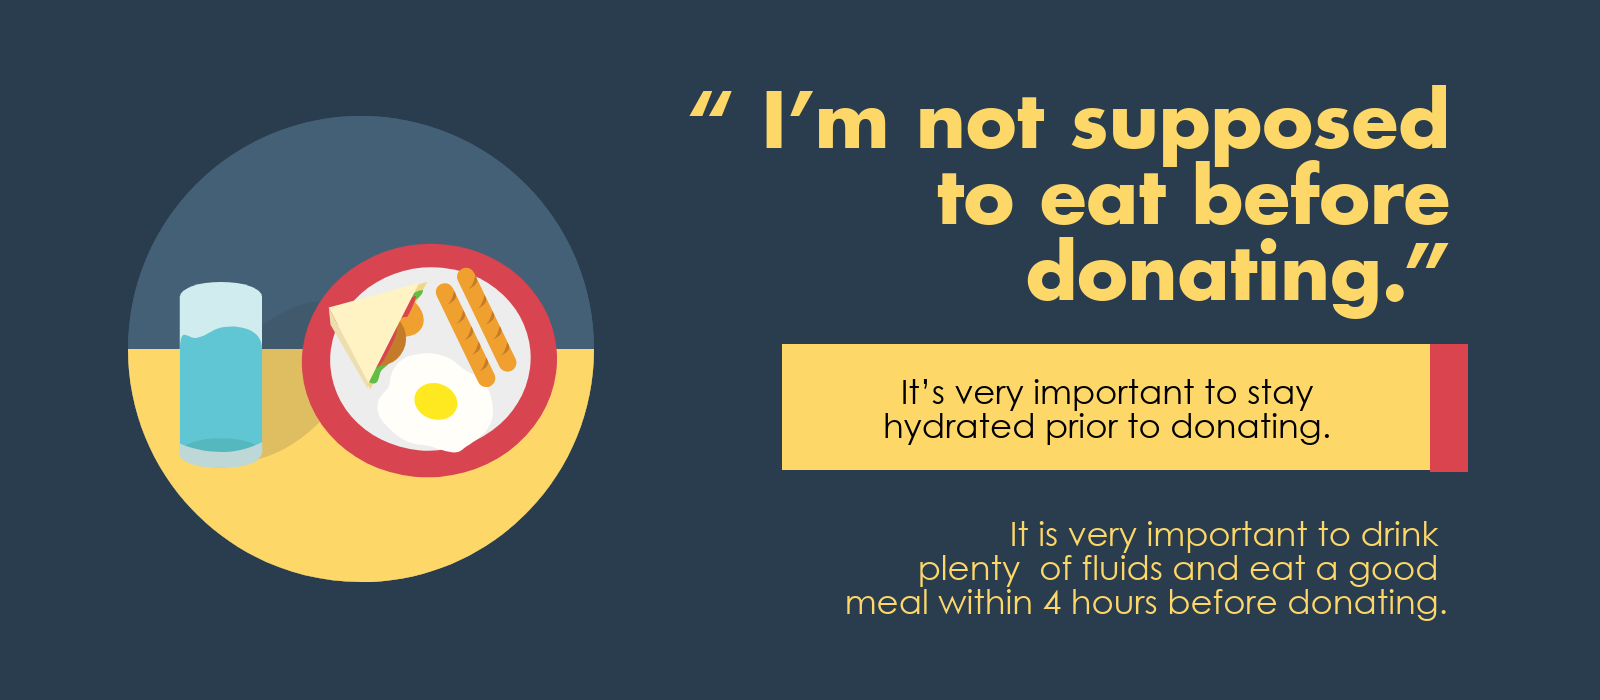 “ I’m not supposed
to eat before
donating.”
It’s very important to stay
hydrated prior to donating.
It is very important to drink
plenty  of fluids and eat a good
meal within 4 hours before donating.